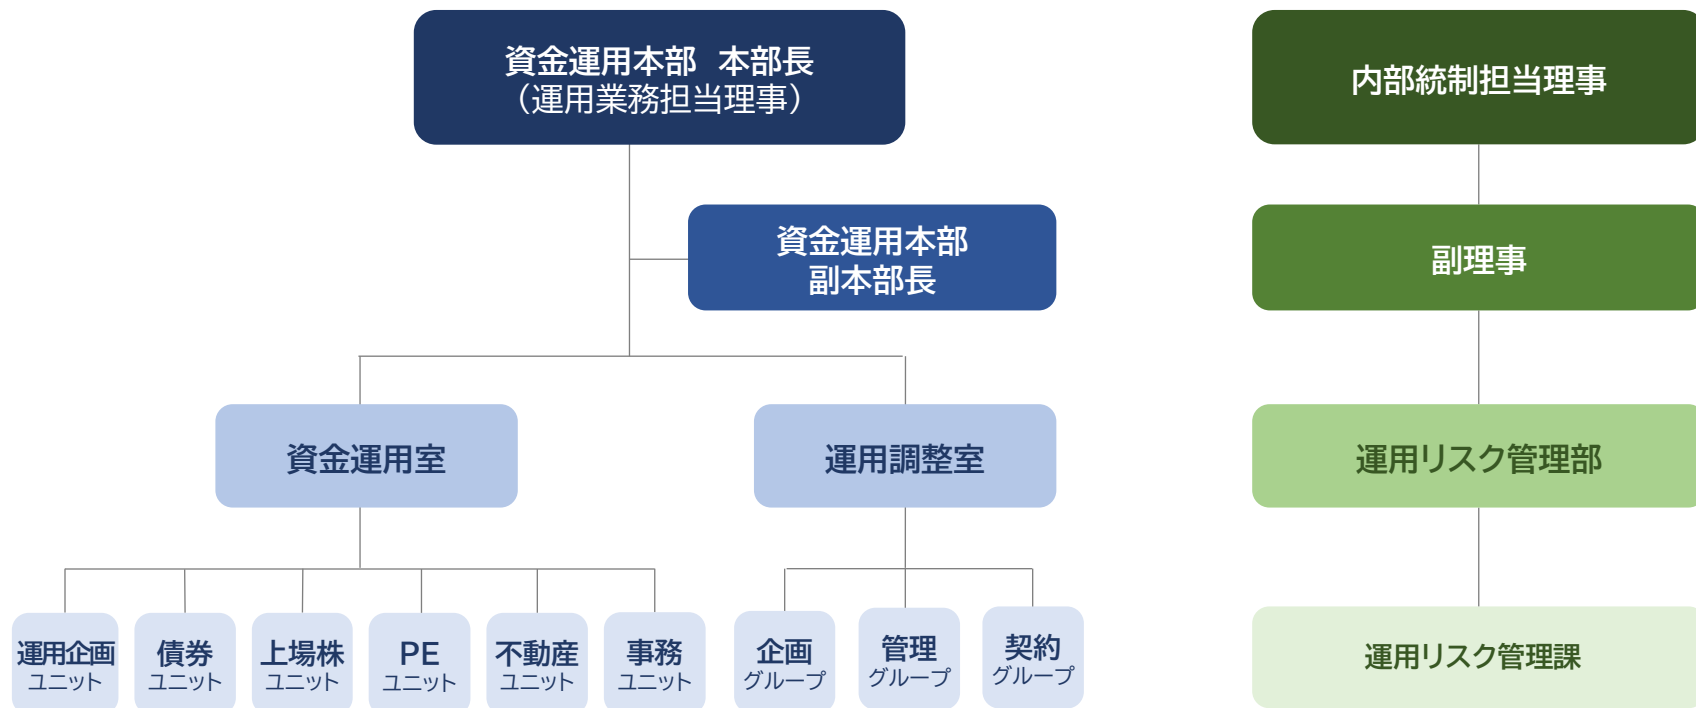 資金運用本部 本部長
（運用業務担当理事）
内部統制担当理事
資金運用本部
副本部長
副理事
資金運用室
運用調整室
運用リスク管理部
運用企画
ユニット
債券
ユニット
上場株
ユニット
PE
ユニット
不動産
ユニット
事務
ユニット
企画
グループ
管理
グループ
契約
グループ
運用リスク管理課